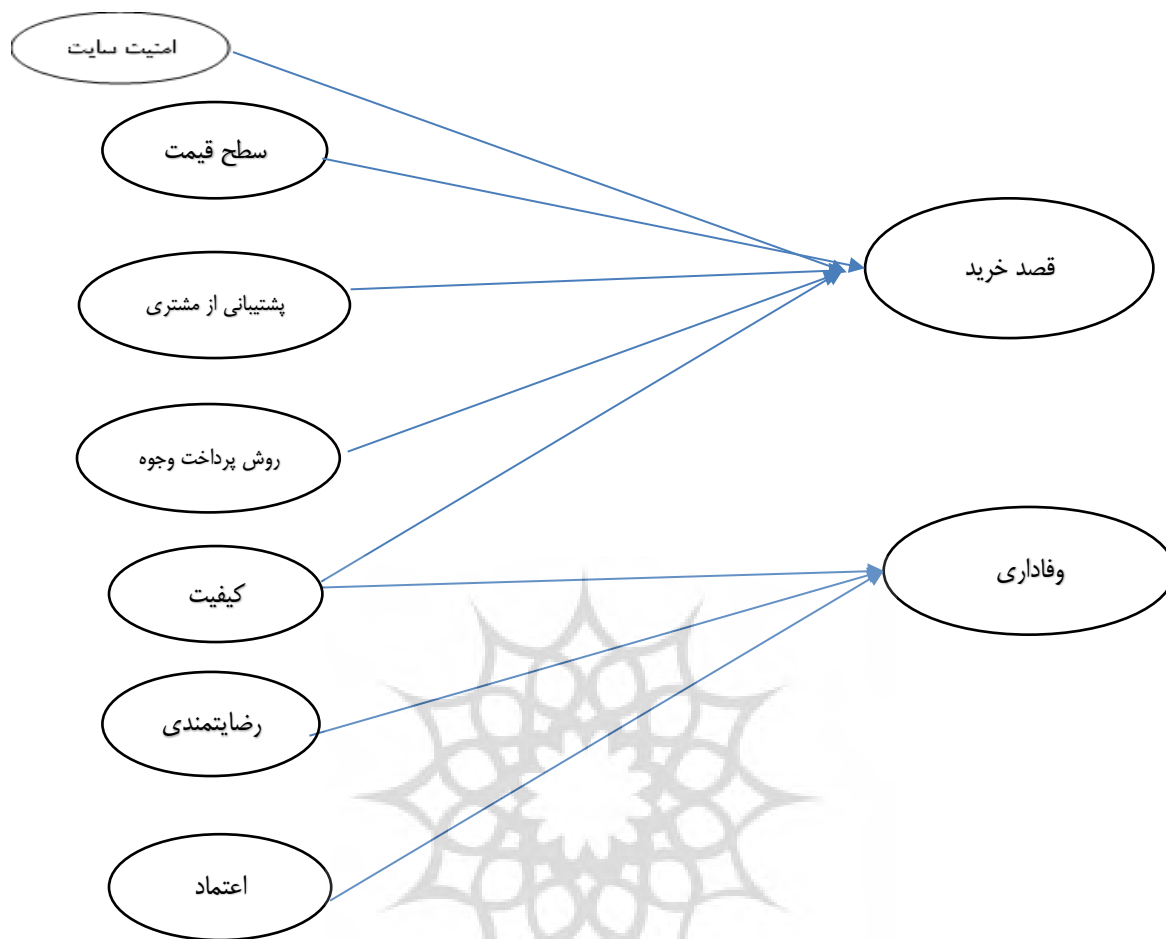 امنیت سایت
سطح قیمت
قصد خرید
پشتیبانی از مشتری
روش پرداخت وجوه
کیفیت
وفاداری
رضایتمندی
اعتماد